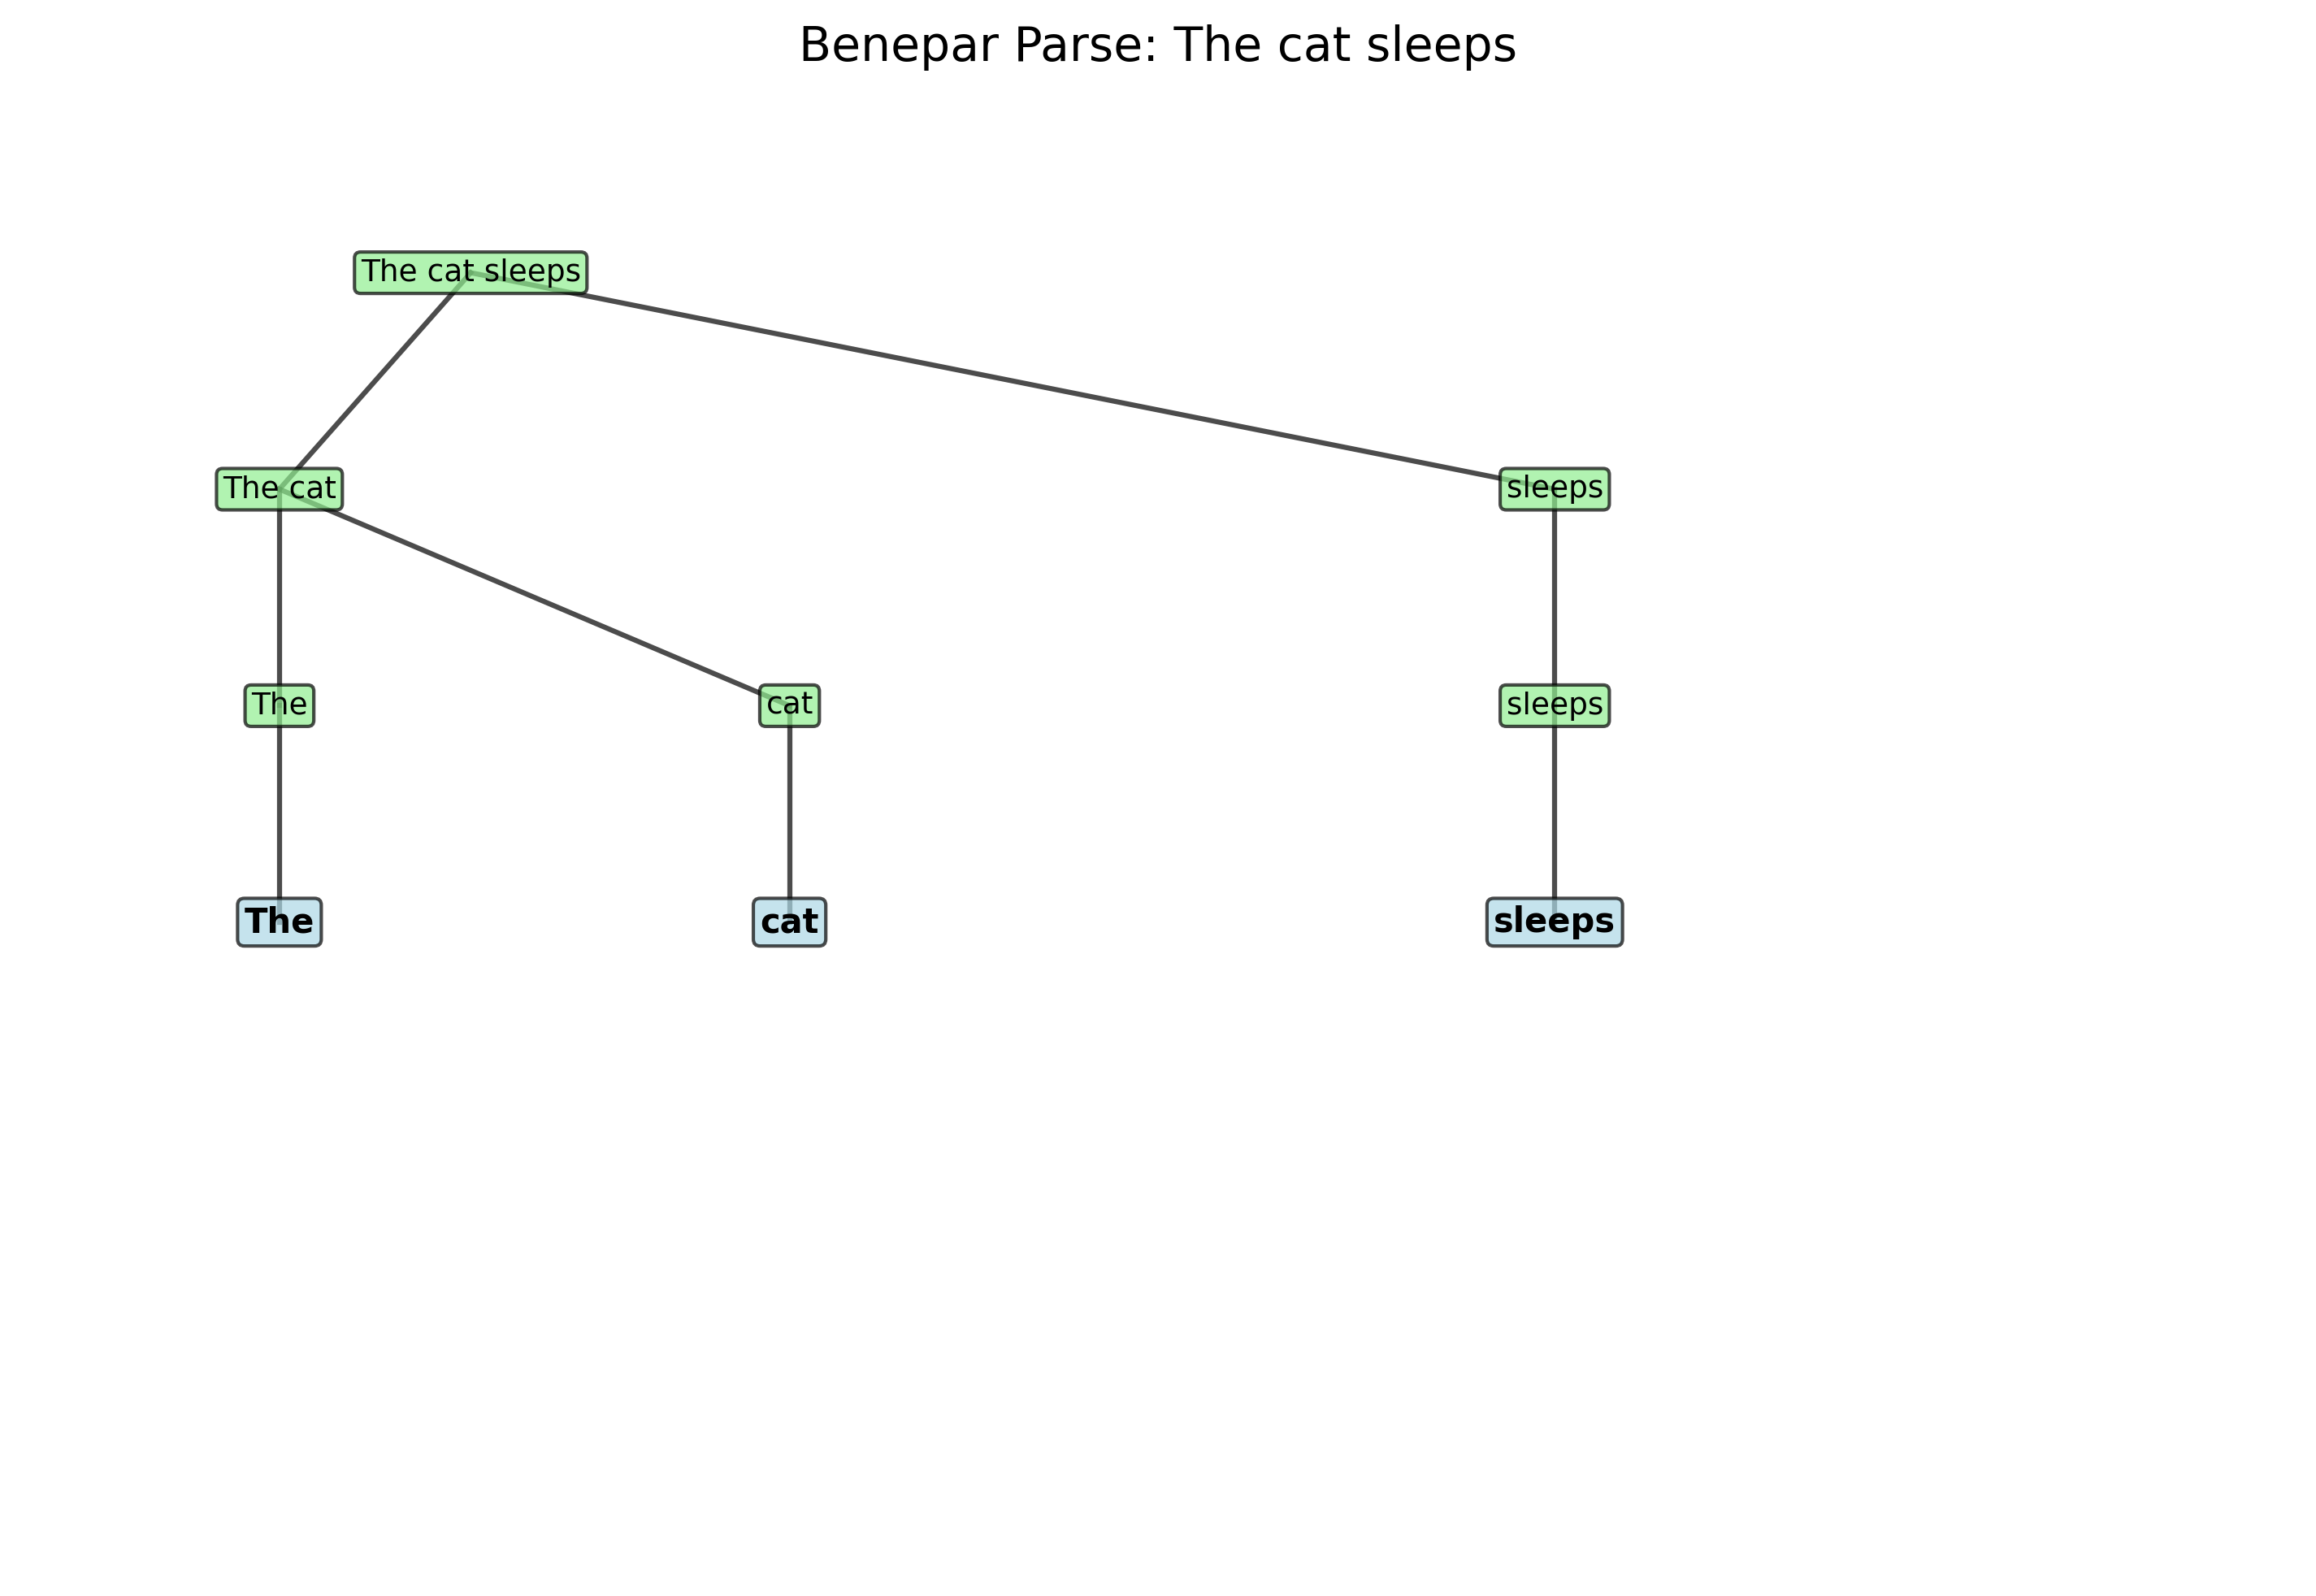 Benepar Parse: The cat sleeps
The cat sleeps
The cat
sleeps
The
cat
sleeps
The
cat
sleeps